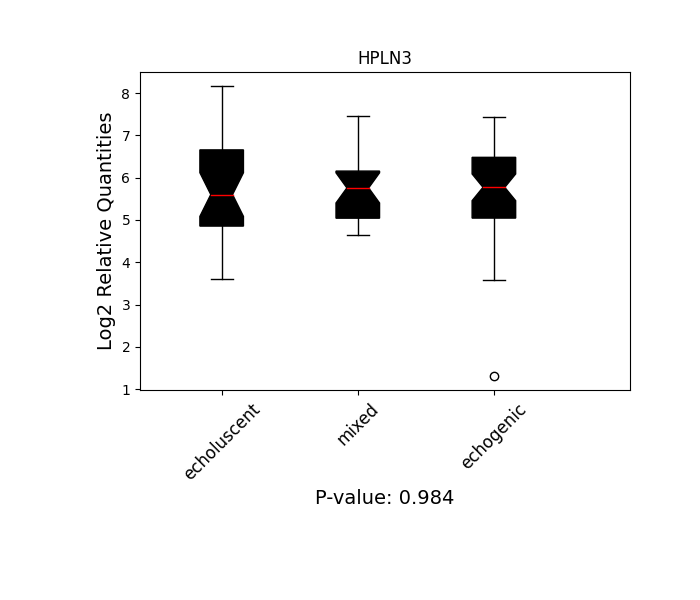 HPLN3
Log2 Relative Quantities
8
7
6
5
4
3
2
1
echoluscent
mixed
echogenic
P-value: 0.984